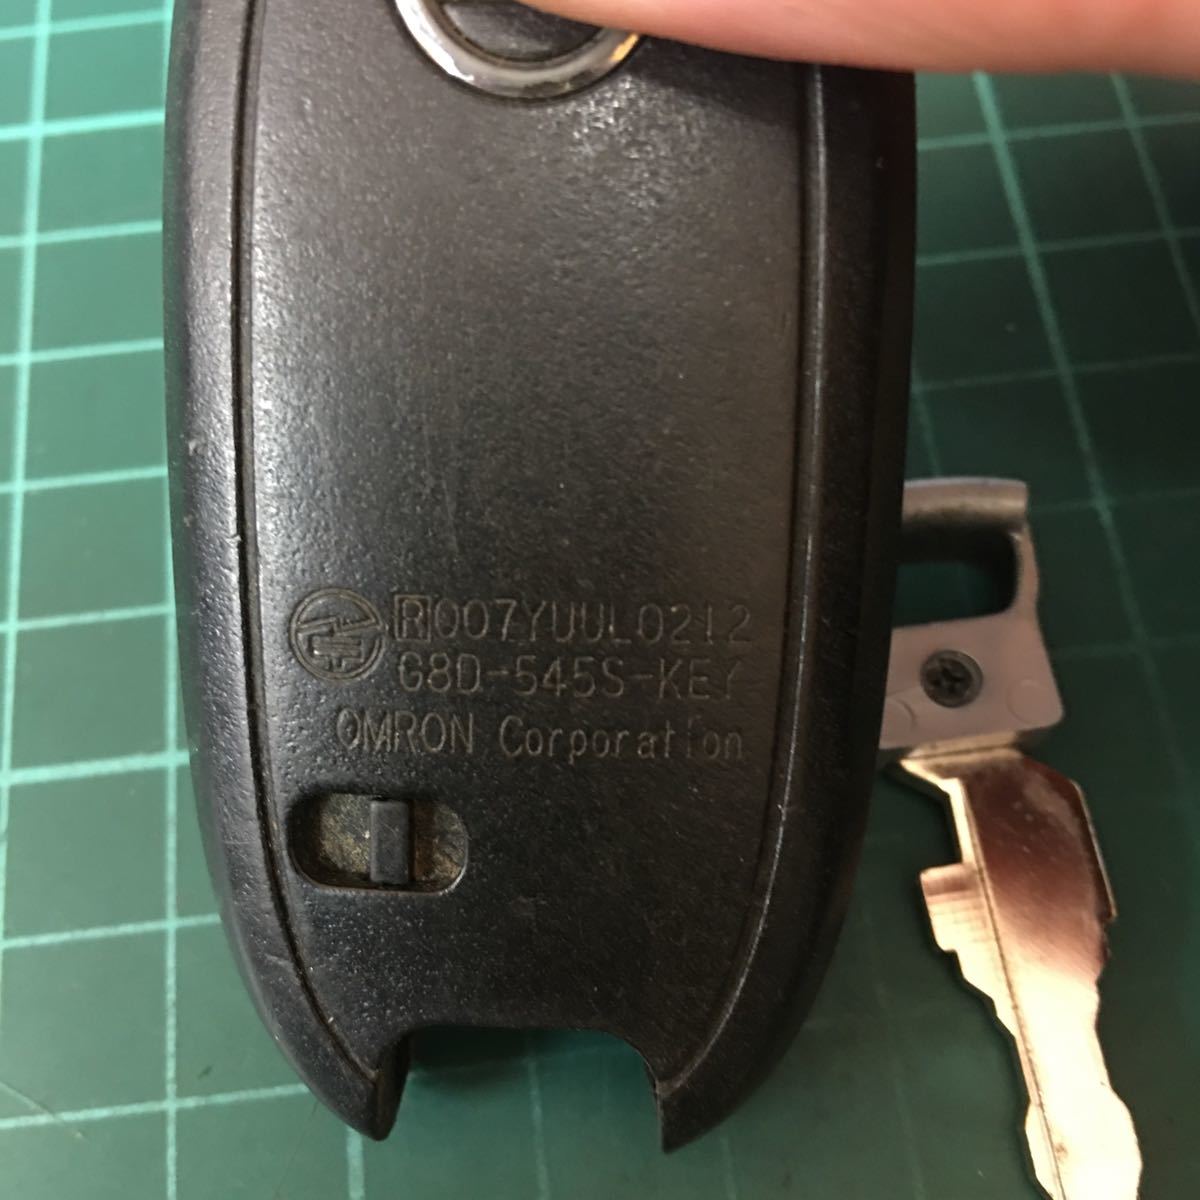 R 007YUUL0212
G8D-545S-KEY
OMRON Corporation